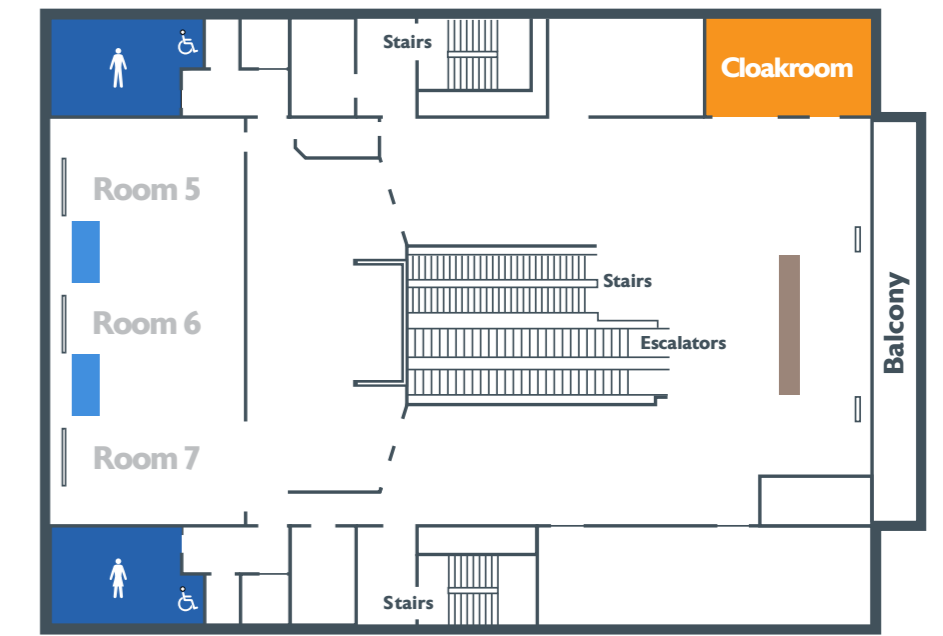 Stairs
Cloakroom
Room 5
Stairs
Room 6
Escalators
Balcony
Room 7
Stairs